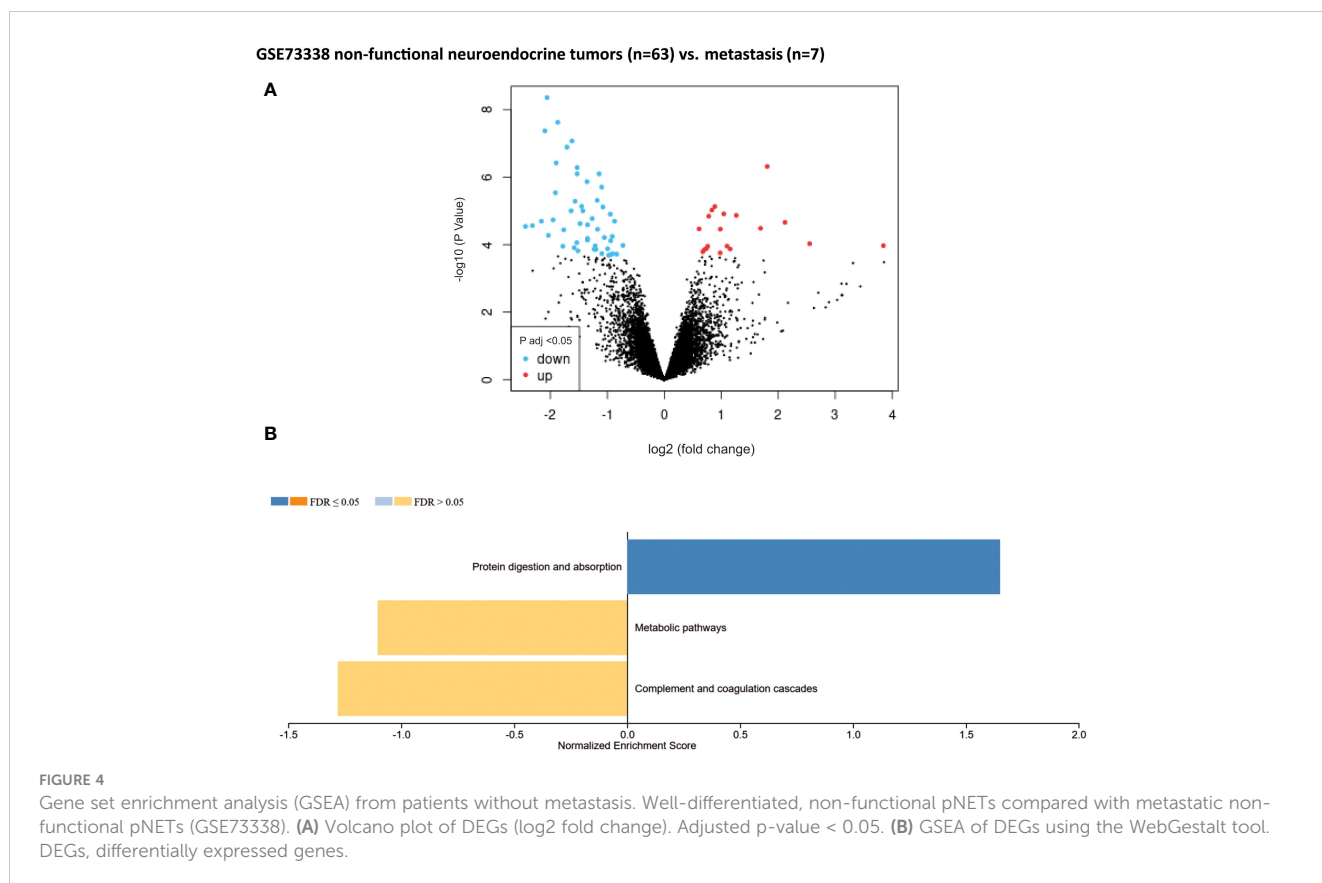 GSE73338 non-functional neuroendocrine tumors (n=63) vs. metastasis (n=7)
A
8
6
4
2
0
-log10 (P Value)
P adj <0.05
down
up
-2 -1 0 1 2 3 4
log2 (fold change)
B
FDR ≤ 0.05 FDR > 0.05
Protein digestion and absorption
Metabolic pathways
Complement and coagulation cascades
-1.5 -1.0 -0.5 0.0 0.5 1.0 1.5 2.0
Normalized Enrichment Score
FIGURE 4
Gene set enrichment analysis (GSEA) from patients without metastasis. Well-differentiated, non-functional pNETs compared with metastatic non-
functional pNETs (GSE73338). (A) Volcano plot of DEGs (log2 fold change). Adjusted p-value < 0.05. (B) GSEA of DEGs using the WebGestalt tool.
DEGs, differentially expressed genes.